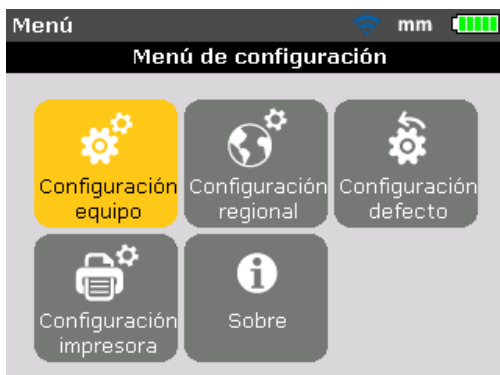 Menú mm
Menú de configuración
Configuración equipo
Configuración regional
Configuración defecto
Configuración impresora
Sobre